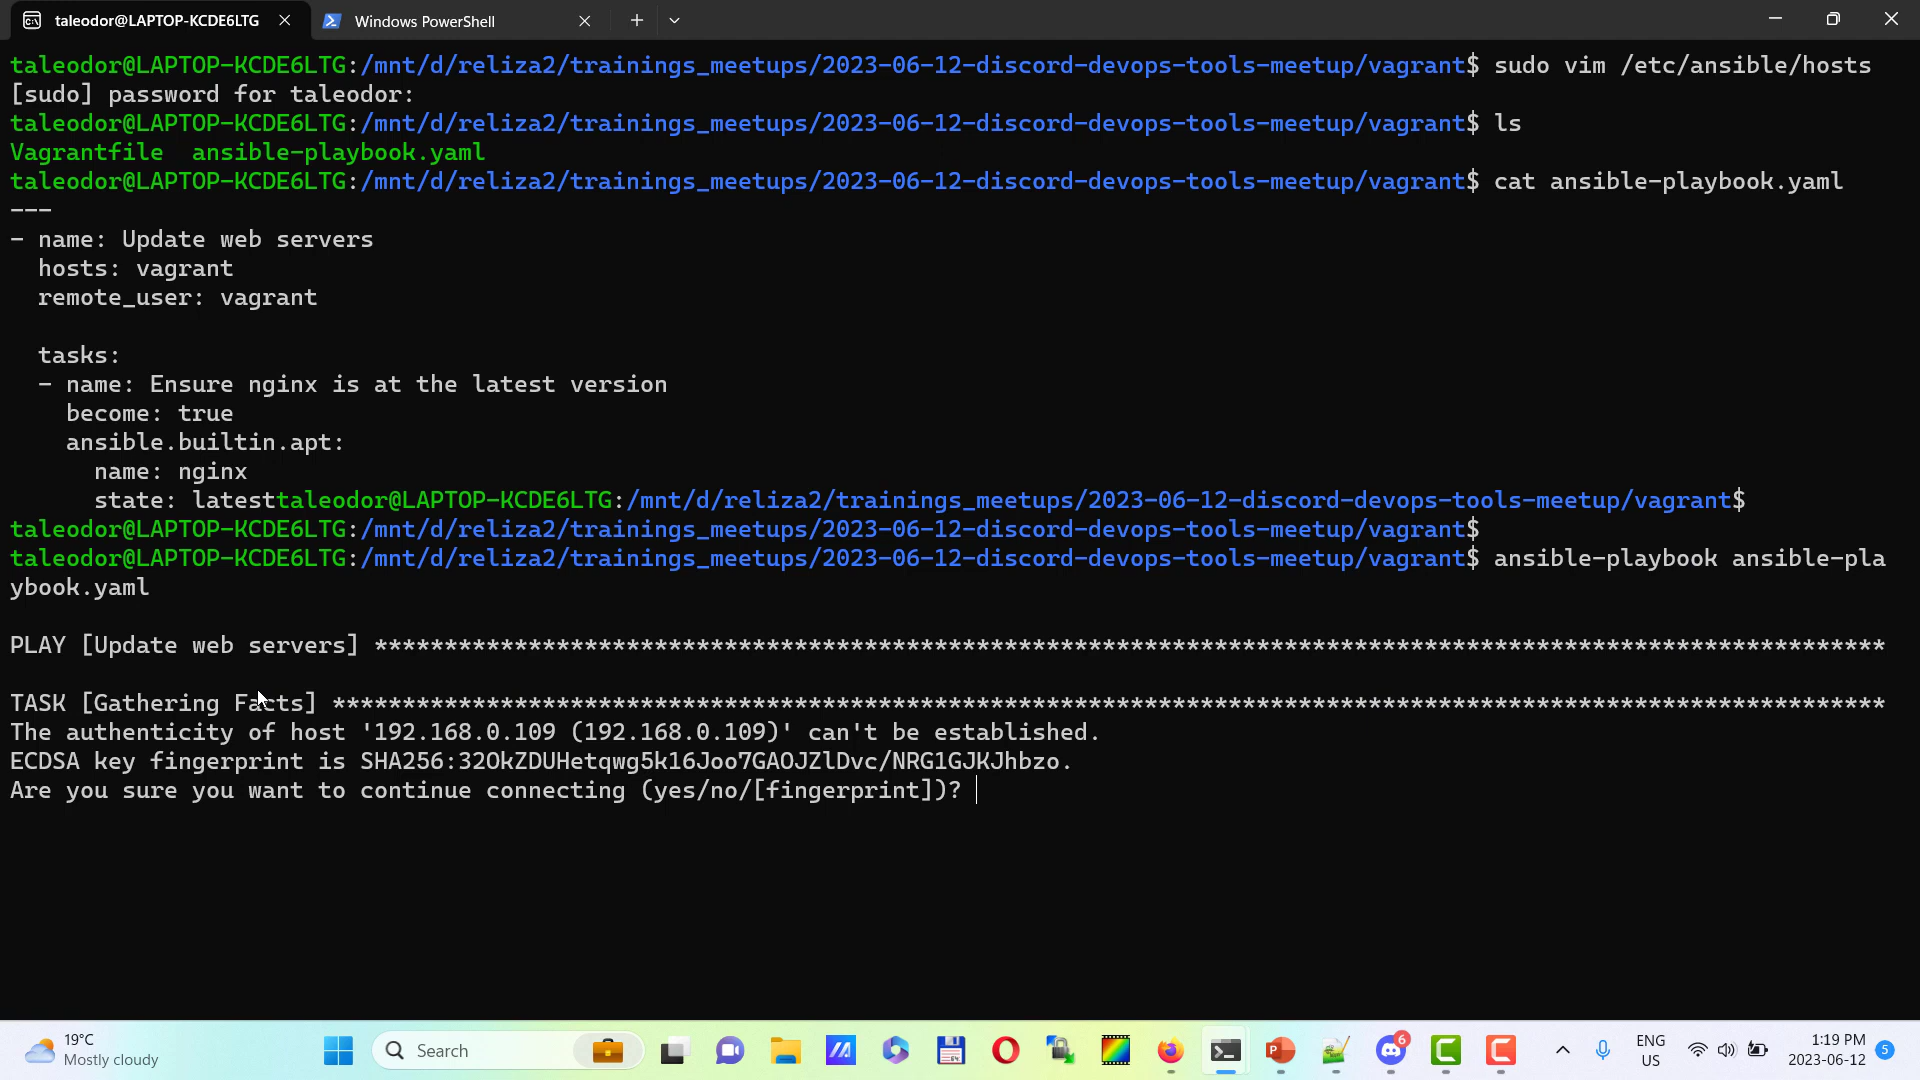 taleodor@LAPTOP-KCDE6LTG
Windows PowerShell
taleodor@LAPTOP-KCDE6LTG:/mnt/d/reliza2/trainings_meetups/2023-06-12-discord-devops-tools-meetup/vagrant$ sudo vim /etc/ansible/hosts
[sudo] password for taleodor:
taleodor@LAPTOP-KCDE6LTG:/mnt/d/reliza2/trainings_meetups/2023-06-12-discord-devops-tools-meetup/vagrant$ ls
Vagrantfile  ansible-playbook.yaml
taleodor@LAPTOP-KCDE6LTG:/mnt/d/reliza2/trainings_meetups/2023-06-12-discord-devops-tools-meetup/vagrant$ cat ansible-playbook.yaml
---
- name: Update web servers
  hosts: vagrant
  remote_user: vagrant
  tasks:
  - name: Ensure nginx is at the latest version
    become: true
    ansible.builtin.apt:
      name: nginx
      state: latesttaleodor@LAPTOP-KCDE6LTG:/mnt/d/reliza2/trainings_meetups/2023-06-12-discord-devops-tools-meetup/vagrant$
taleodor@LAPTOP-KCDE6LTG:/mnt/d/reliza2/trainings_meetups/2023-06-12-discord-devops-tools-meetup/vagrant$
taleodor@LAPTOP-KCDE6LTG:/mnt/d/reliza2/trainings_meetups/2023-06-12-discord-devops-tools-meetup/vagrant$ ansible-playbook ansible-pla
ybook.yaml
PLAY [Update web servers] ************************************************************************************************************
TASK [Gathering Facts] ***************************************************************************************************************
The authenticity of host '192.168.0.109 (192.168.0.109)' can't be established.
ECDSA key fingerprint is SHA256:32OkZDUHetqwg5k16Joo7GAOJZlDvc/NRG1GJKJhbzo.
Are you sure you want to continue connecting (yes/no/[fingerprint])?
19°C
Mostly cloudy
Search
6
ENG
US
1:19 PM
2023-06-12
5